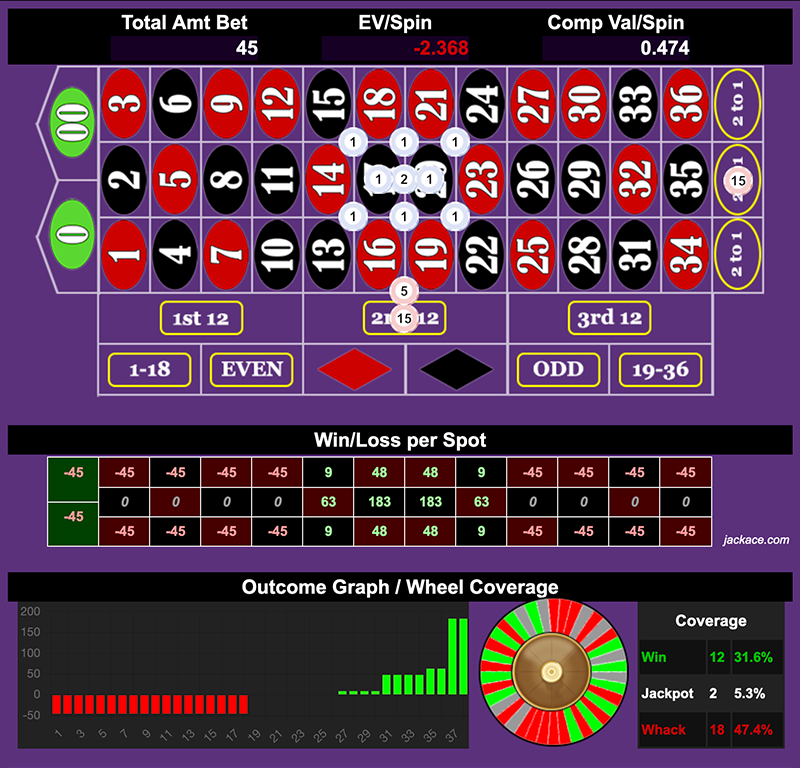 Total Amt Bet EV/Spin Comp Val/Spin
45 -2.368 0.474
00 3 6 9 12 15 18 21 24 27 30 33 36 2 to 1
1 1 1
0 2 5 8 11 14 1 2 1 23 26 29 32 35 15
1 1 1
1 4 7 10 13 16 19 22 25 28 31 34 2 to 1
5
1st 12 15 12 3rd 12
1-18 EVEN ODD 19-36
Win/Loss per Spot
-45 -45 -45 -45 -45 9 48 48 9 -45 -45 -45 -45
0 0 0 0 63 183 183 63 0 0 0 0
-45 -45 -45 -45 -45 9 48 48 9 -45 -45 -45 -45
jackace.com
Outcome Graph / Wheel Coverage
200
150
100
50
0
-50
1 3 5 7 9 11 13 15 17 19 21 23 25 27 29 31 33 35 37
Coverage
Win 12 31.6%
Jackpot 2 5.3%
Whack 18 47.4%